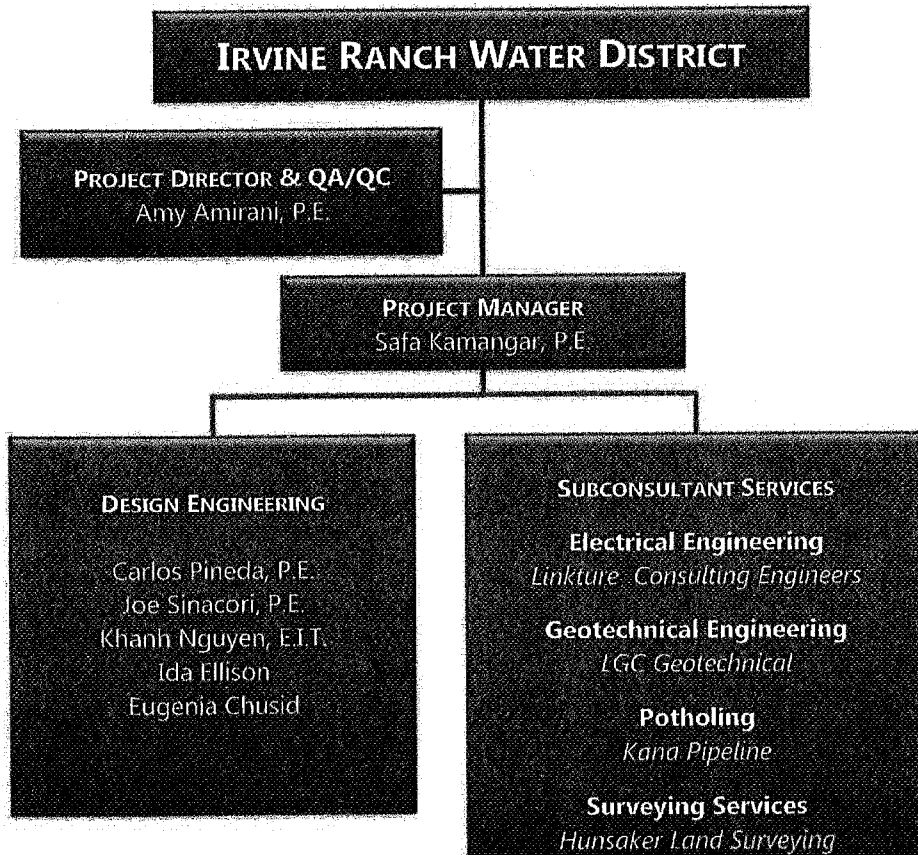 IRVINE RANCH WATER DISTRICT
PROJECT DIRECTOR & QA/QC
Amy Amirani, P.E.
PROJECT MANAGER
Safa Kamangar, P.E.
DESIGN ENGINEERING
Carlos Pineda, P.E.
Joe Sinacori, P.E.
Khanh Nguyen, E.I.T.
Ida Ellison
Eugenia Chusid
SUBCONSULTANT SERVICES
Electrical Engineering
Linkture Consulting Engineers
Geotechnical Engineering
LGC Geotechnical
Potholing
Kana Pipeline
Surveying Services
Hunsaker Land Surveying